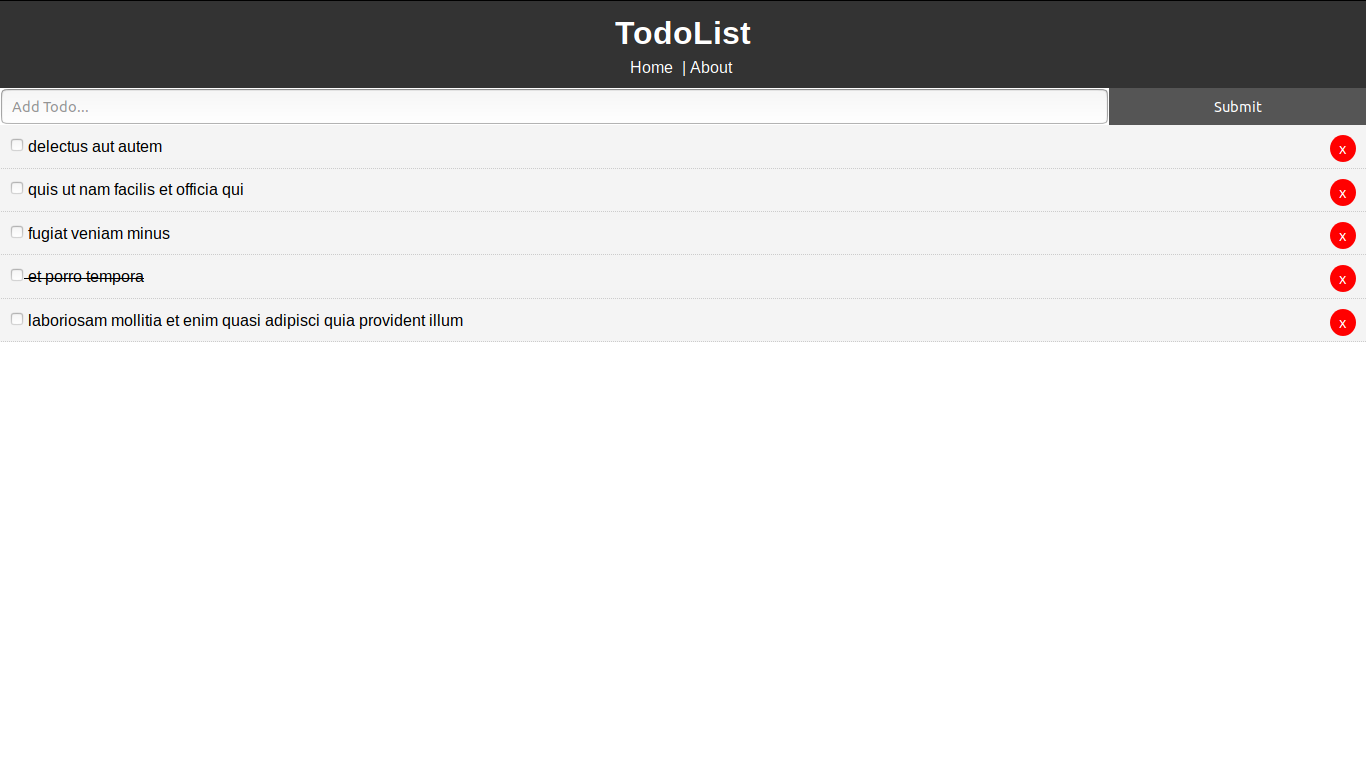 TodoList
Home | About
Add Todo... Submit
delectus aut autem x
quis ut nam facilis et officia qui x
fugiat veniam minus x
et porro tempora x
laboriosam mollitia et enim quasi adipisci quia provident illum x